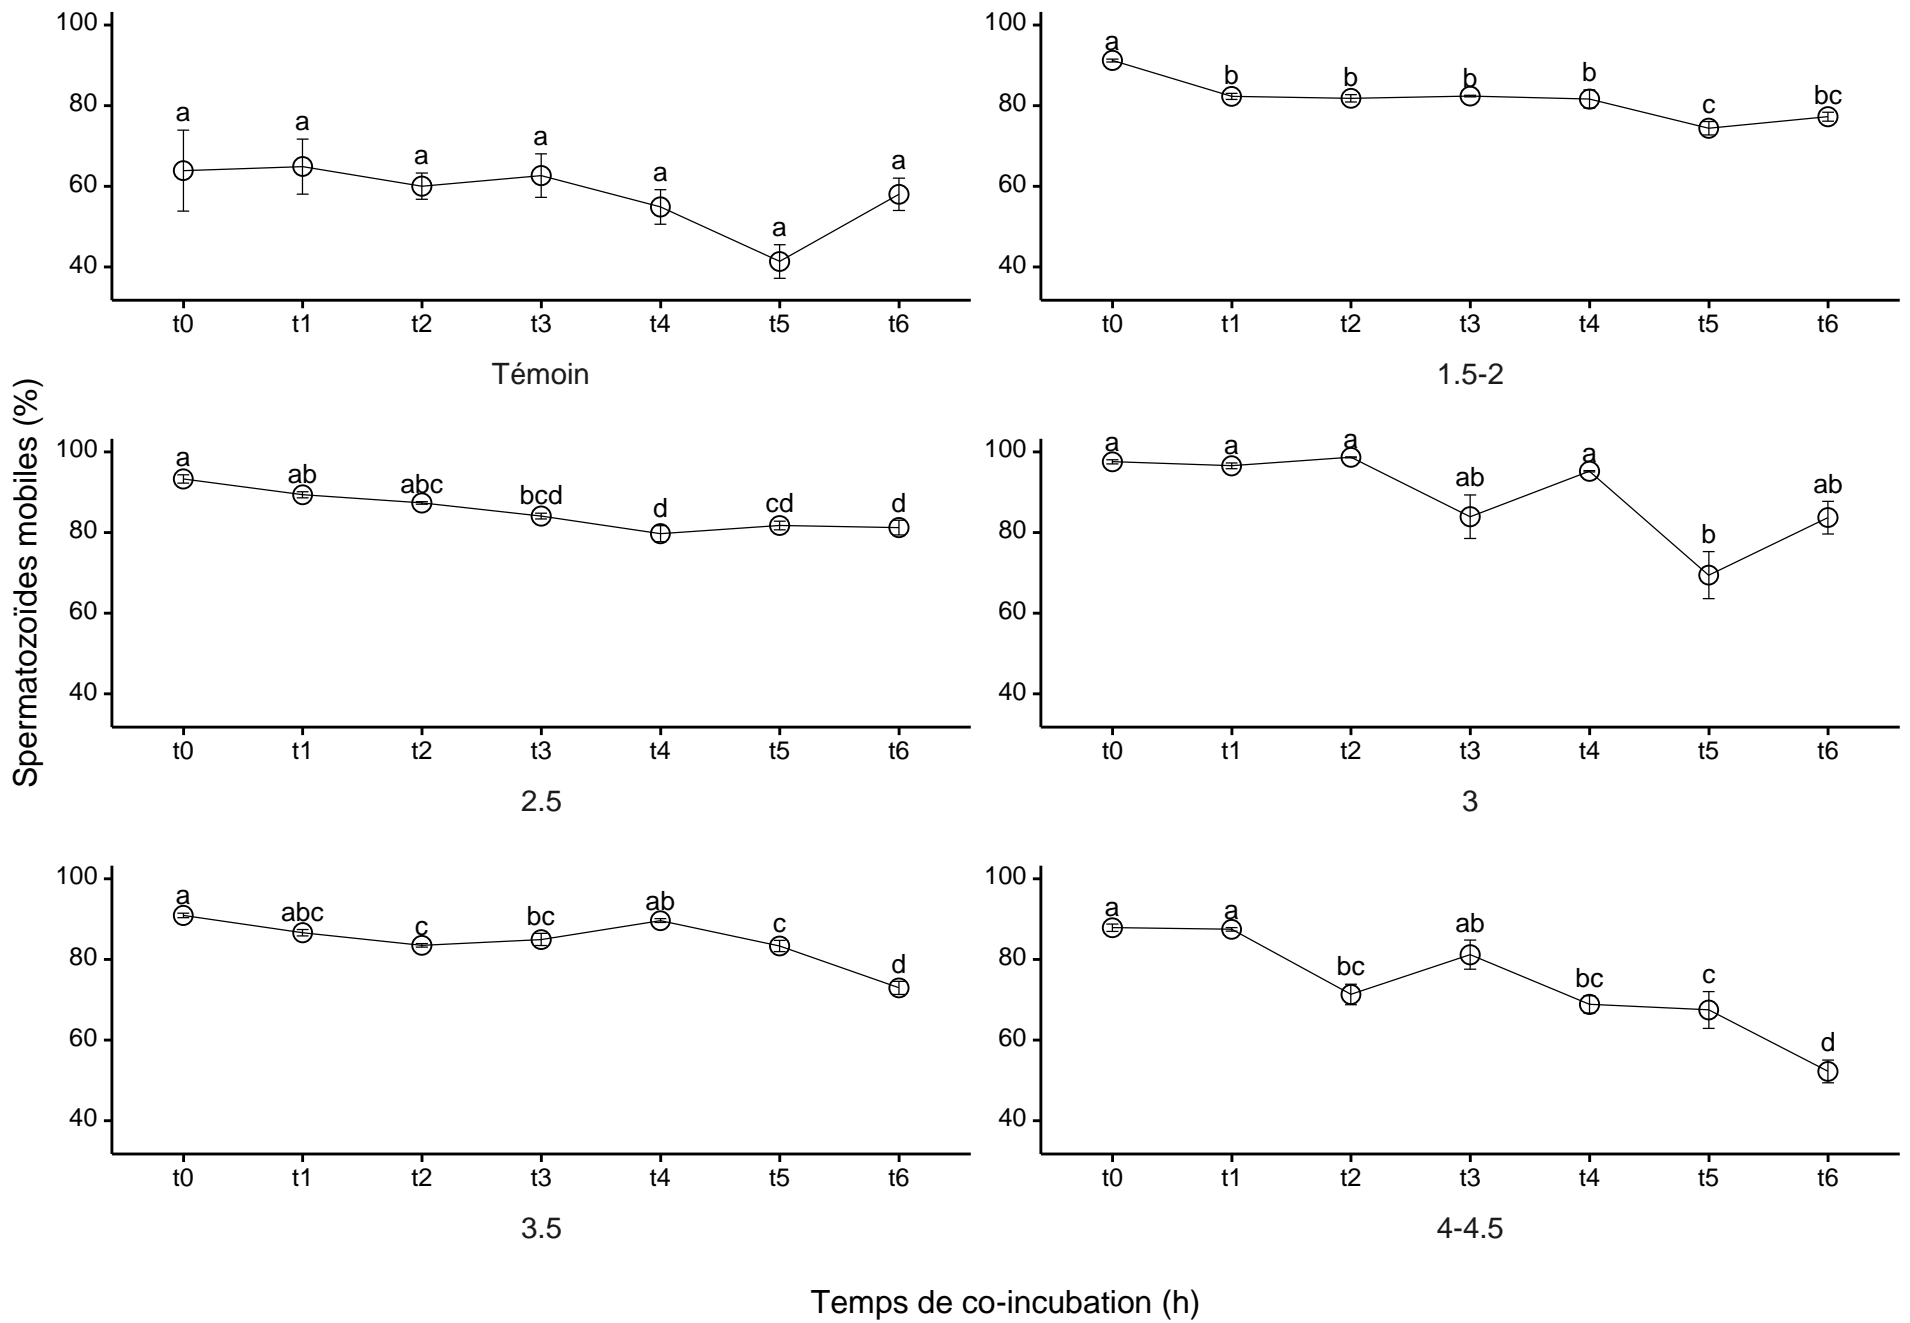 Spermatozoïdes mobiles (%)
100
80
60
40
a a a a a a a
t0 t1 t2 t3 t4 t5 t6
Témoin
100
80
60
40
a b b b b c bc
t0 t1 t2 t3 t4 t5 t6
1.5-2
100
80
60
40
a ab abc bcd d cd d
t0 t1 t2 t3 t4 t5 t6
2.5
100
80
60
40
a a a ab a b ab
t0 t1 t2 t3 t4 t5 t6
3
100
80
60
40
a abc c bc ab c d
t0 t1 t2 t3 t4 t5 t6
3.5
100
80
60
40
a a bc ab bc c d
t0 t1 t2 t3 t4 t5 t6
4-4.5
Temps de co-incubation (h)